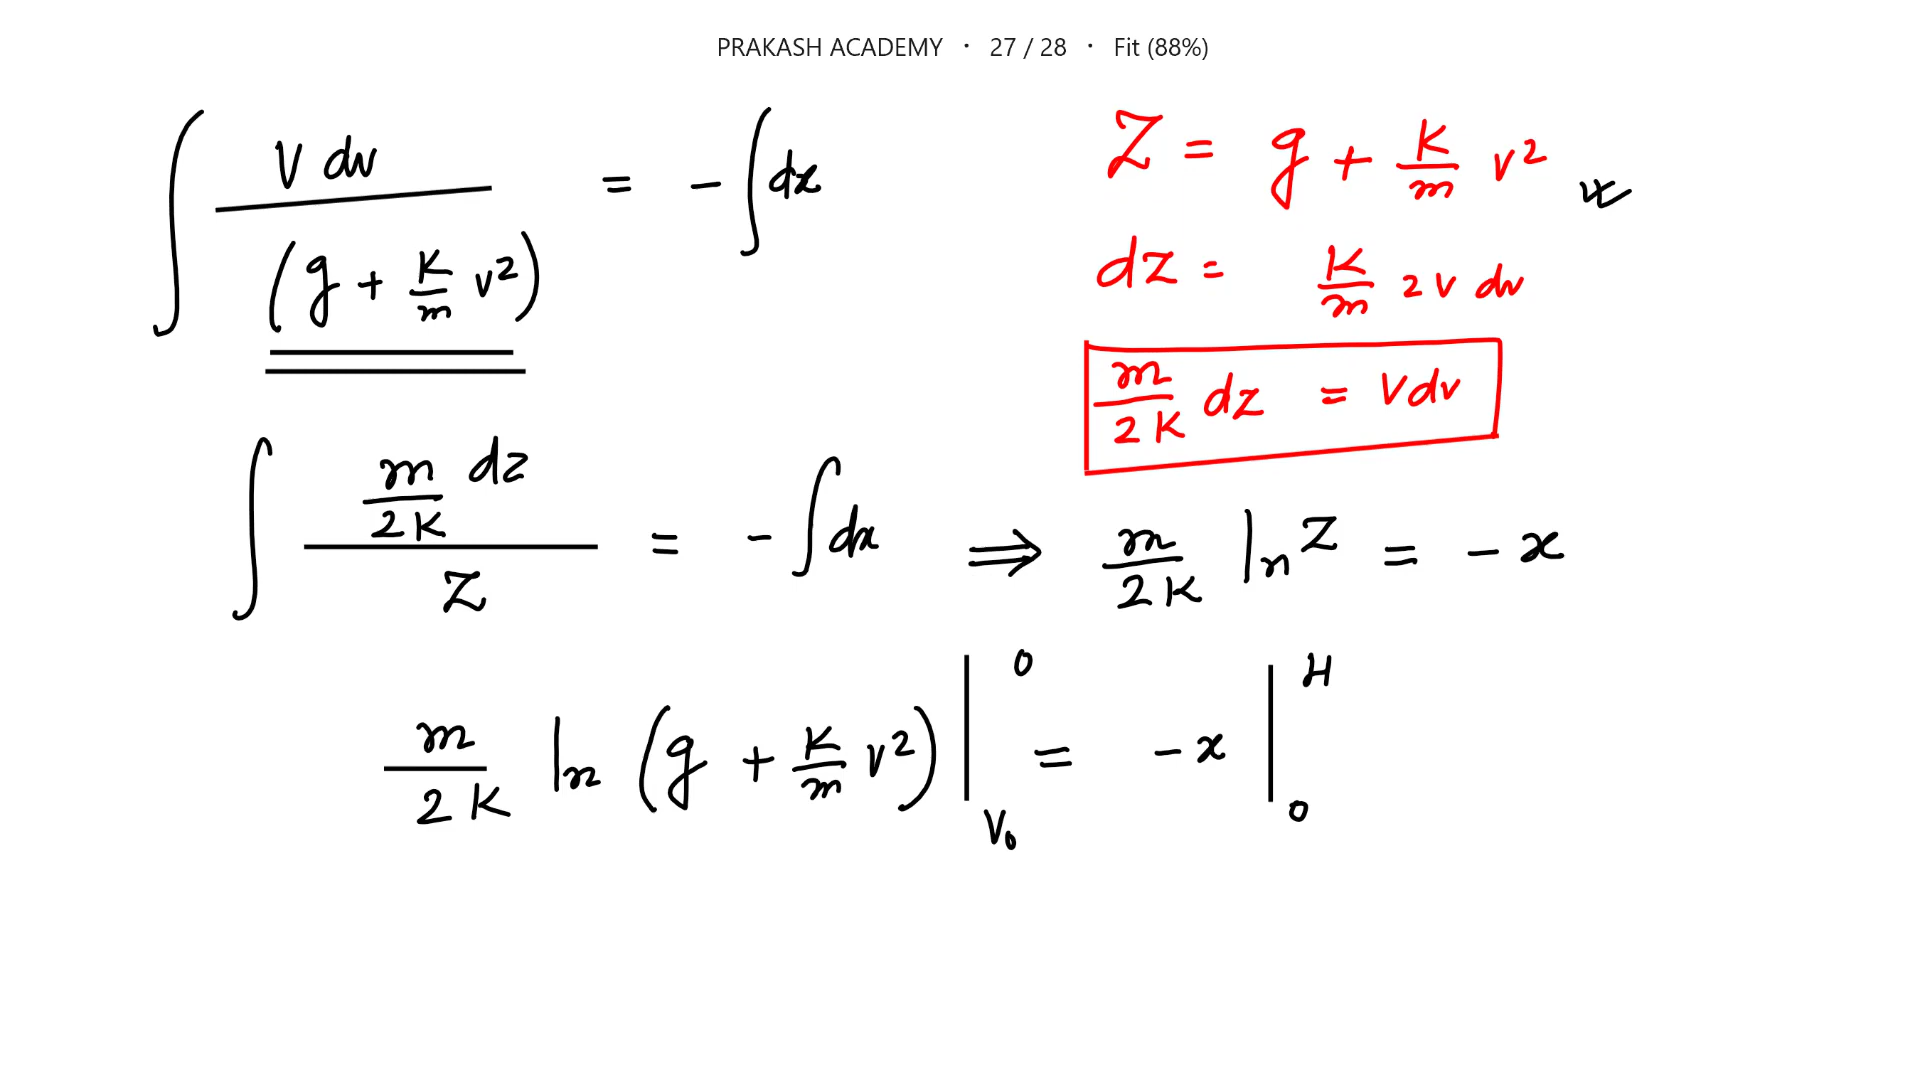 PRAKASH ACADEMY · 27 / 28 · Fit (88%)
∫ v dv / (g + K/m v²) = - ∫ dx
Z = g + K/m v²
dz = K/m 2 v dv
m/2K dz = v dv
∫ (m/2K dz) / Z = - ∫ dx ⇒ m/2K ln Z = - x
m/2K ln (g + K/m v²) |_{V₀}^{0} = - x |_{0}^{H}